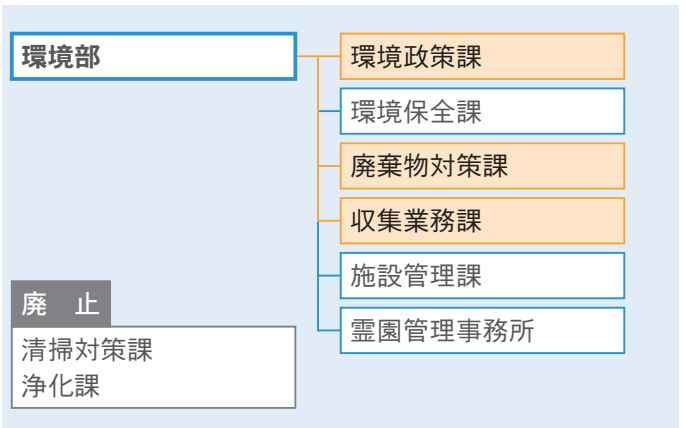 環境部
環境政策課
環境保全課
廃棄物対策課
収集業務課
施設管理課
霊園管理事務所
廃　止
清掃対策課
浄化課